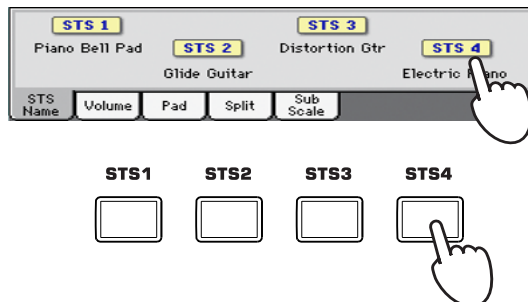 STS 1
STS 3
Piano Bell Pad
STS 2
Distortion Gtr
STS 4
Glide Guitar
Electric Piano
STS Name
Volume
Pad
Split
Sub Scale
STS1 STS2 STS3 STS4